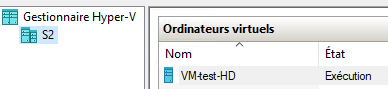 Gestionnaire Hyper-V
S2
Ordinateurs virtuels
Nom État
VM-test-HD Exécution